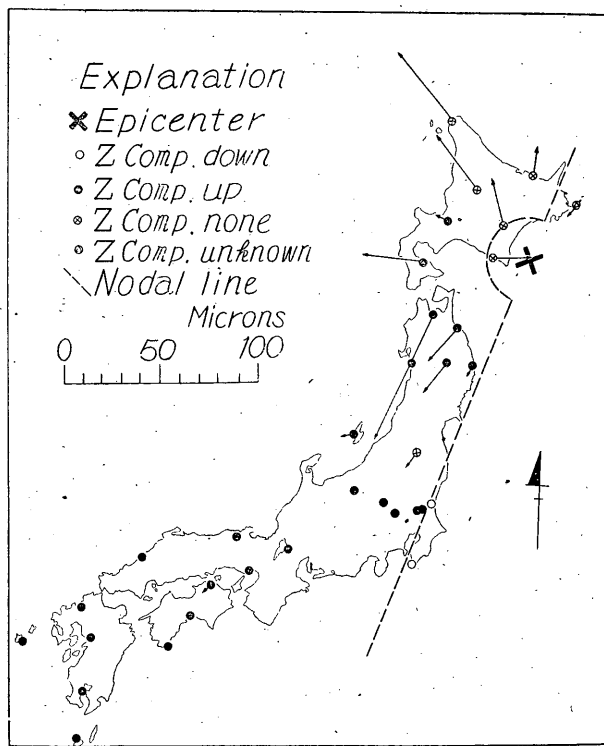 Explanation
Epicenter
Z Comp. down
Z Comp. up
Z Comp. none
Z Comp. unknown
Nodal line
Microns
0 50 100